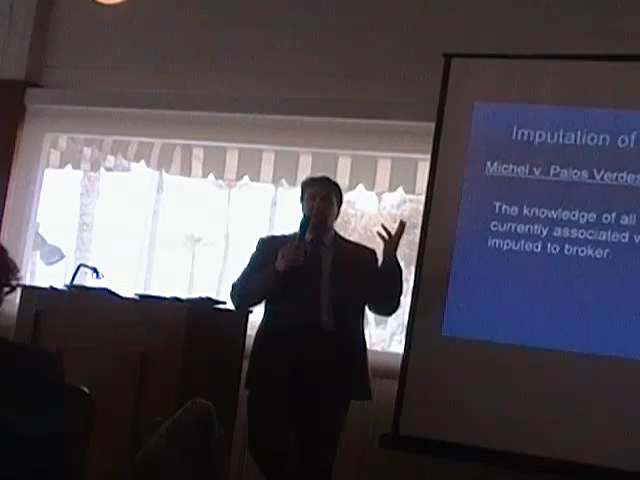 Imputation of
Michel v. Palos Verdes
The knowledge of all
currently associated
imputed to broker.